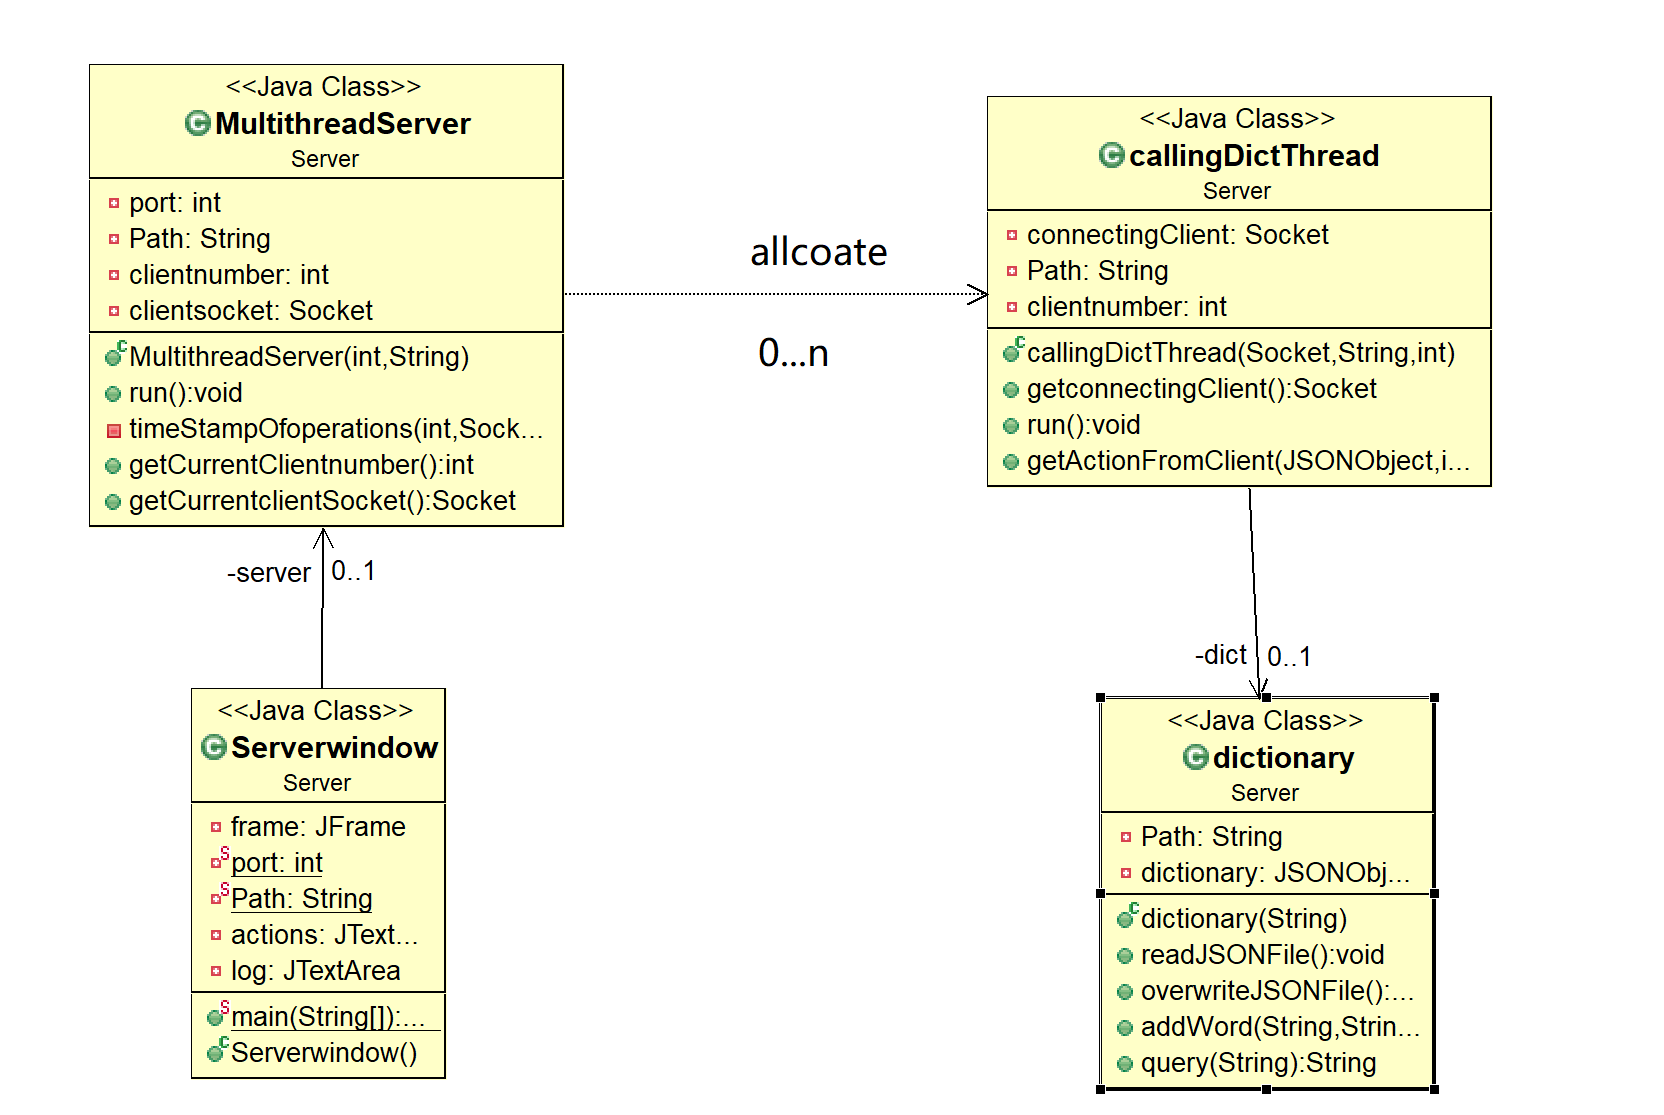 <<Java Class>>
MultithreadServer
Server
port: int
Path: String
clientnumber: int
clientsocket: Socket
MultithreadServer(int,String)
run():void
timeStampOfoperations(int,Sock...
getCurrentClientnumber():int
getCurrentclientSocket():Socket
allcoate
0...n
<<Java Class>>
callingDictThread
Server
connectingClient: Socket
Path: String
clientnumber: int
callingDictThread(Socket,String,int)
getconnectingClient():Socket
run():void
getActionFromClient(JSONObject,i...
-server 0..1
-dict 0..1
<<Java Class>>
Serverwindow
Server
frame: JFrame
port: int
Path: String
actions: JText...
log: JTextArea
main(String[]):...
Serverwindow()
<<Java Class>>
dictionary
Server
Path: String
dictionary: JSONObj...
dictionary(String)
readJSONFile():void
overwriteJSONFile():...
addWord(String,Strin...
query(String):String